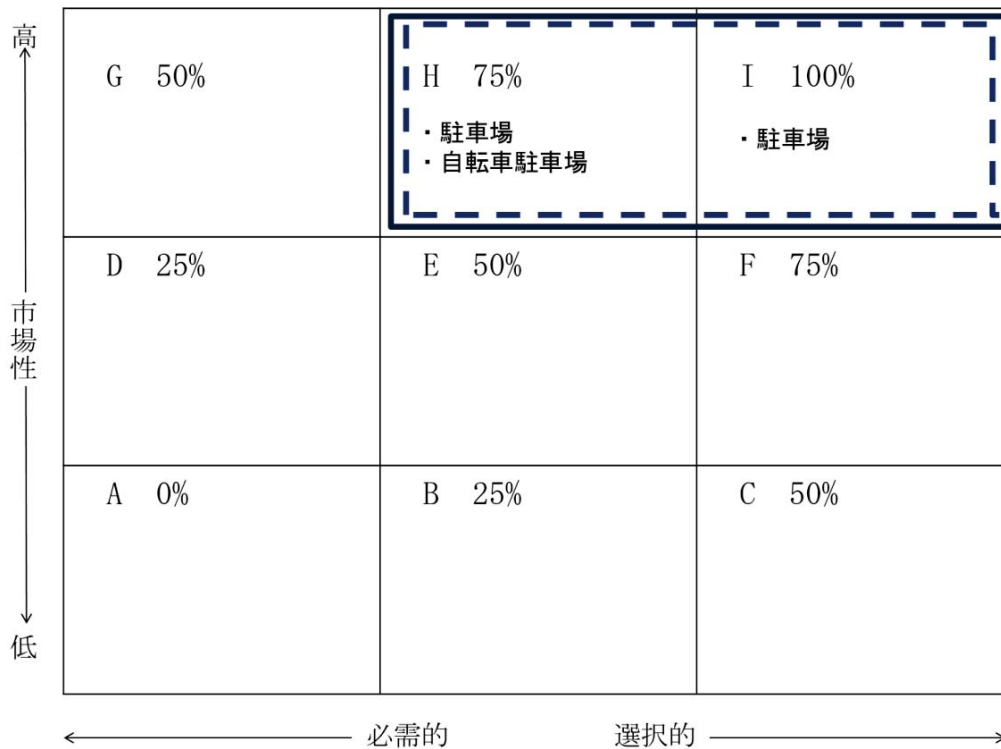 高
市場性
低
G 50%
H 75%
・駐車場
・自転車駐車場
I 100%
・駐車場
D 25%
E 50%
F 75%
A 0%
B 25%
C 50%
必需的
選択的